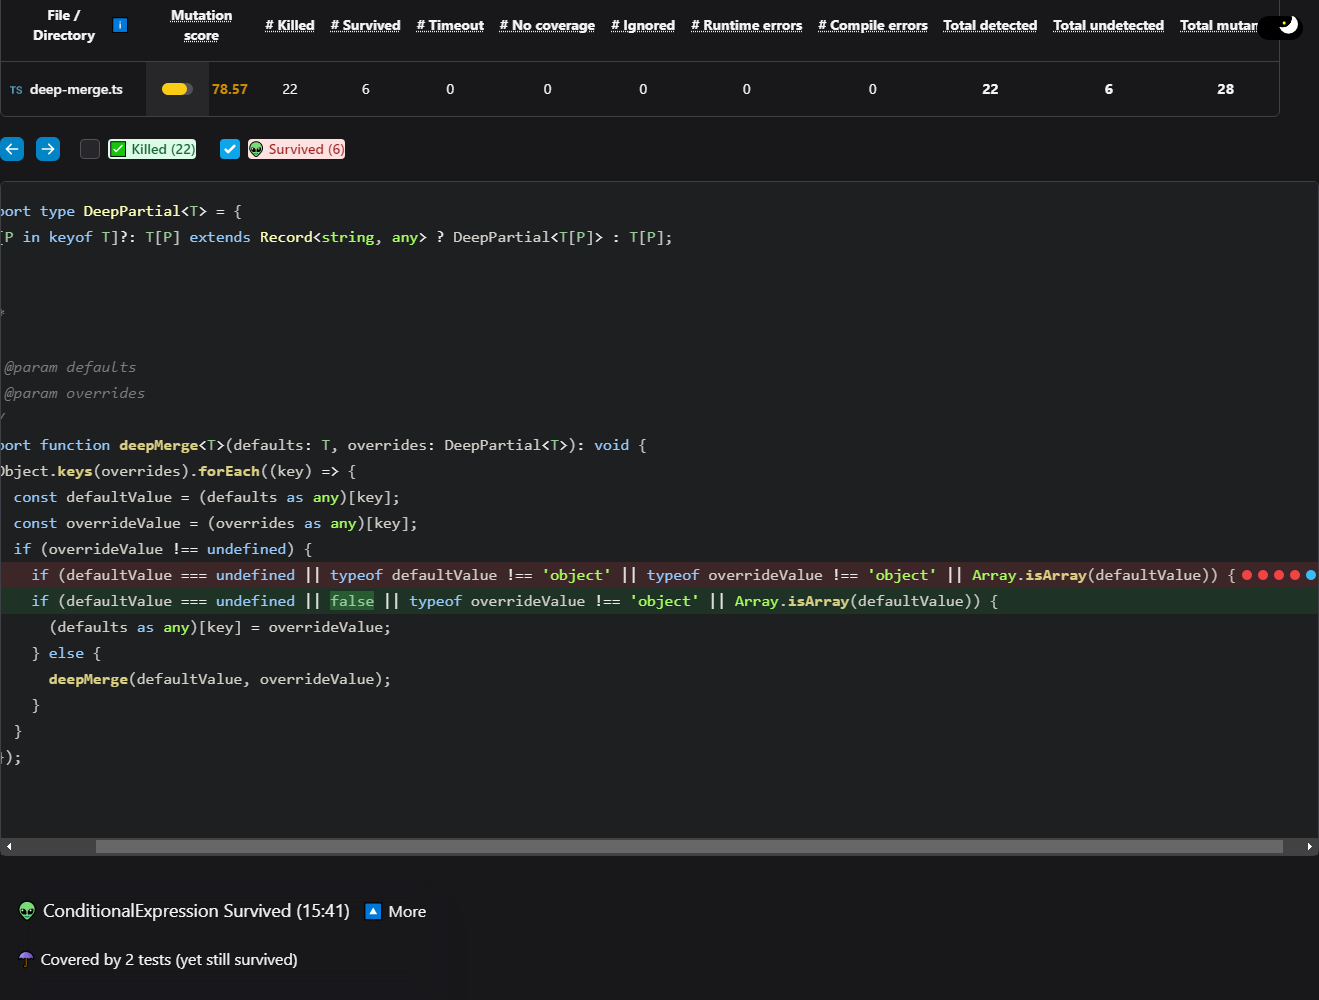 File / Directory
Mutation score
# Killed
# Survived
# Timeout
# No coverage
# Ignored
# Runtime errors
# Compile errors
Total detected
Total undetected
Total mutan
TS deep-merge.ts 78.57 22 6 0 0 0 0 0 22 6 28
Killed (22) Survived (6)
port type DeepPartial<T> = {
[P in keyof T]?: T[P] extends Record<string, any> ? DeepPartial<T[P]> : T[P];
*
@param defaults
@param overrides
/
port function deepMerge<T>(defaults: T, overrides: DeepPartial<T>): void {
Object.keys(overrides).forEach((key) => {
const defaultValue = (defaults as any)[key];
const overrideValue = (overrides as any)[key];
if (overrideValue !== undefined) {
if (defaultValue === undefined || typeof defaultValue !== 'object' || typeof overrideValue !== 'object' || Array.isArray(defaultValue)) {
if (defaultValue === undefined || false || typeof overrideValue !== 'object' || Array.isArray(defaultValue)) {
(defaults as any)[key] = overrideValue;
} else {
deepMerge(defaultValue, overrideValue);
}
}
});
ConditionalExpression Survived (15:41) More
Covered by 2 tests (yet still survived)